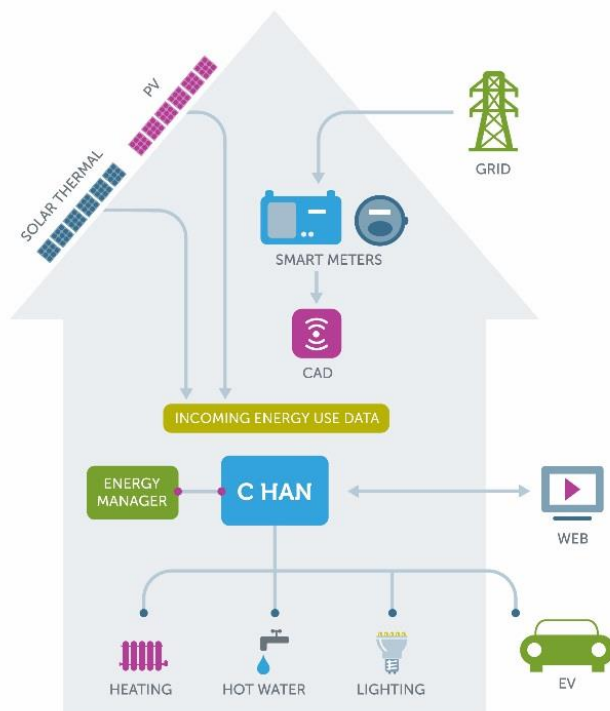 PV
SOLAR THERMAL
GRID
SMART METERS
CAD
INCOMING ENERGY USE DATA
ENERGY
MANAGER
C HAN
WEB
HEATING
HOT WATER
LIGHTING
EV